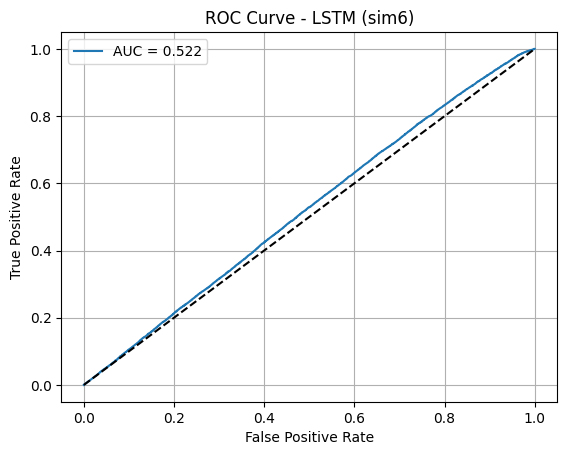 ROC Curve - LSTM (sim6)
AUC = 0.522
True Positive Rate
1.0
0.8
0.6
0.4
0.2
0.0
0.0 0.2 0.4 0.6 0.8 1.0
False Positive Rate